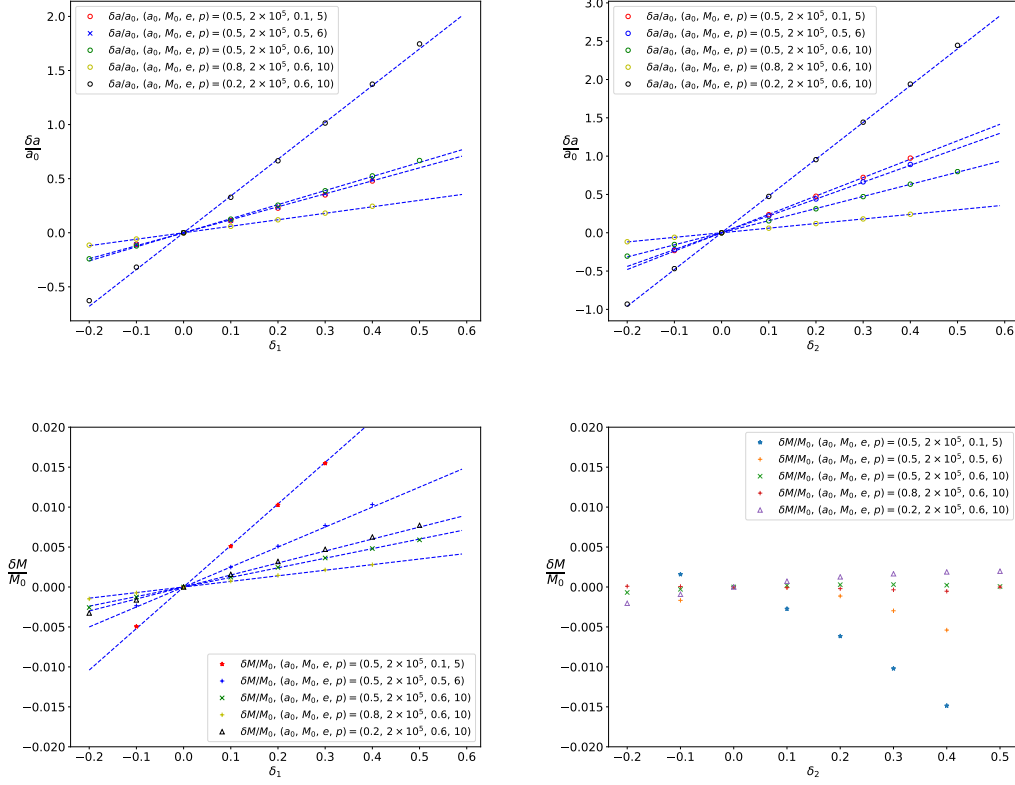 δa/a₀, (a₀, M₀, e, p) = (0.5, 2×10⁵, 0.1, 5)
δa/a₀, (a₀, M₀, e, p) = (0.5, 2×10⁵, 0.5, 6)
δa/a₀, (a₀, M₀, e, p) = (0.5, 2×10⁵, 0.6, 10)
δa/a₀, (a₀, M₀, e, p) = (0.8, 2×10⁵, 0.6, 10)
δa/a₀, (a₀, M₀, e, p) = (0.2, 2×10⁵, 0.6, 10)
2.0
1.5
1.0
0.5
0.0
−0.5
δa/a₀
−0.2 −0.1 0.0 0.1 0.2 0.3 0.4 0.5 0.6
δ₁
δa/a₀, (a₀, M₀, e, p) = (0.5, 2×10⁵, 0.1, 5)
δa/a₀, (a₀, M₀, e, p) = (0.5, 2×10⁵, 0.5, 6)
δa/a₀, (a₀, M₀, e, p) = (0.5, 2×10⁵, 0.6, 10)
δa/a₀, (a₀, M₀, e, p) = (0.8, 2×10⁵, 0.6, 10)
δa/a₀, (a₀, M₀, e, p) = (0.2, 2×10⁵, 0.6, 10)
3.0
2.5
2.0
1.5
1.0
0.5
0.0
−0.5
−1.0
δa/a₀
−0.2 −0.1 0.0 0.1 0.2 0.3 0.4 0.5 0.6
δ₂
0.020
0.015
0.010
0.005
0.000
−0.005
−0.010
−0.015
−0.020
δM/M₀
δM/M₀, (a₀, M₀, e, p) = (0.5, 2×10⁵, 0.1, 5)
δM/M₀, (a₀, M₀, e, p) = (0.5, 2×10⁵, 0.5, 6)
δM/M₀, (a₀, M₀, e, p) = (0.5, 2×10⁵, 0.6, 10)
δM/M₀, (a₀, M₀, e, p) = (0.8, 2×10⁵, 0.6, 10)
δM/M₀, (a₀, M₀, e, p) = (0.2, 2×10⁵, 0.6, 10)
−0.2 −0.1 0.0 0.1 0.2 0.3 0.4 0.5 0.6
δ₁
δM/M₀, (a₀, M₀, e, p) = (0.5, 2×10⁵, 0.1, 5)
δM/M₀, (a₀, M₀, e, p) = (0.5, 2×10⁵, 0.5, 6)
δM/M₀, (a₀, M₀, e, p) = (0.5, 2×10⁵, 0.6, 10)
δM/M₀, (a₀, M₀, e, p) = (0.8, 2×10⁵, 0.6, 10)
δM/M₀, (a₀, M₀, e, p) = (0.2, 2×10⁵, 0.6, 10)
0.020
0.015
0.010
0.005
0.000
−0.005
−0.010
−0.015
−0.020
δM/M₀
−0.2 −0.1 0.0 0.1 0.2 0.3 0.4 0.5
δ₂